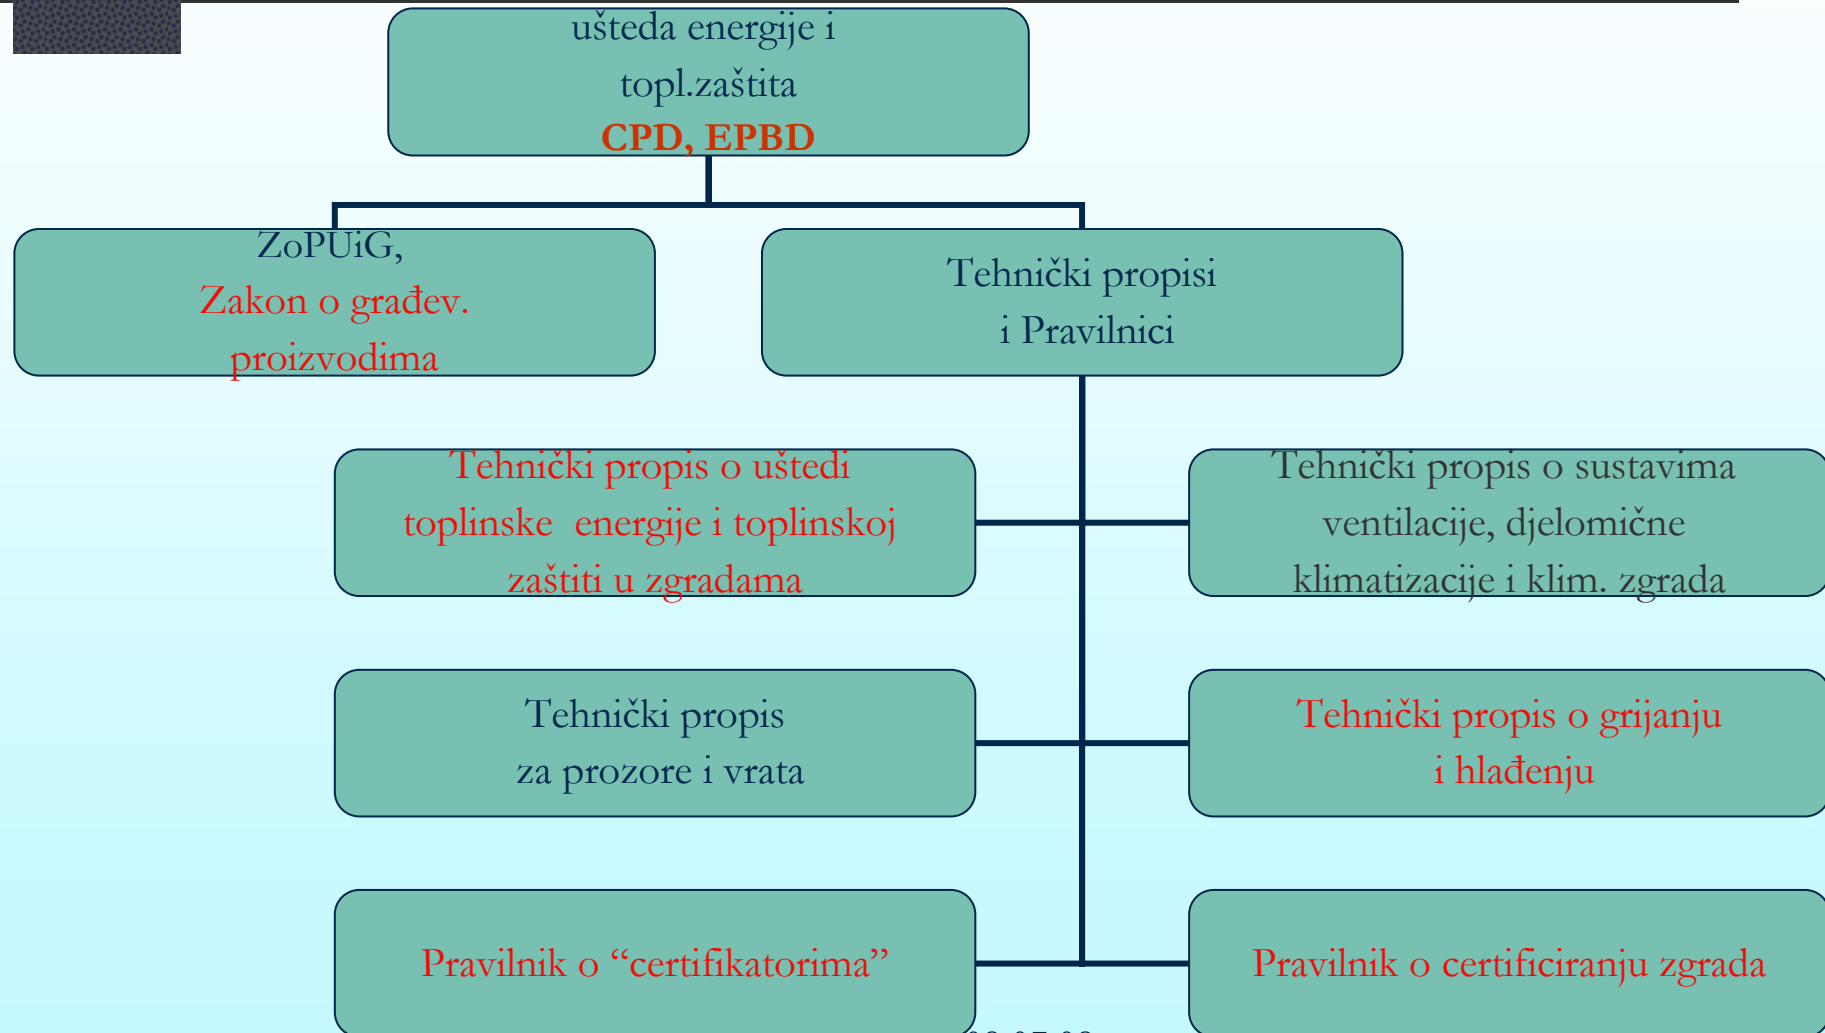 ušteda energije i
topl.zaštita
CPD, EPBD
ZoPUiG,
Zakon o građev.
proizvodima
Tehnički propisi
i Pravilnici
Tehnički propis o uštedi
toplinske energije i toplinskoj
zaštiti u zgradama
Tehnički propis o sustavima
ventilacije, djelomične
klimatizacije i klim. zgrada
Tehnički propis
za prozore i vrata
Tehnički propis o grijanju
i hlađenju
Pravilnik o “certifikatorima”
Pravilnik o certificiranju zgrada